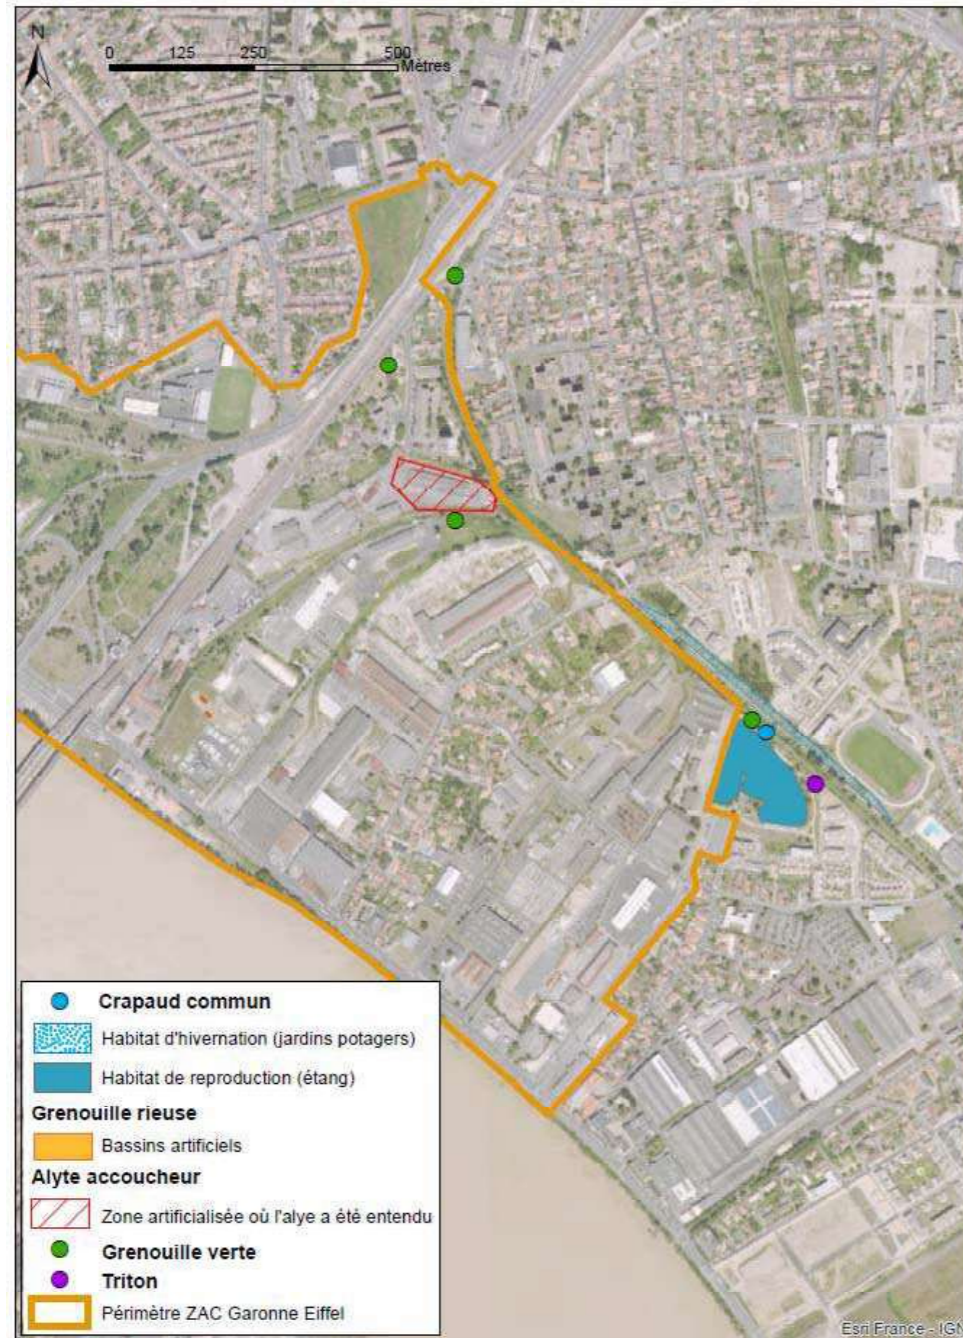 N
0 125 250 500
Mètres
Crapaud commun
Habitat d'hivernation (jardins potagers)
Habitat de reproduction (étang)
Grenouille rieuse
Bassins artificiels
Alyte accoucheur
Zone artificialisée où l'alye a été entendu
Grenouille verte
Triton
Périmètre ZAC Garonne Eiffel
Esri France - IGN